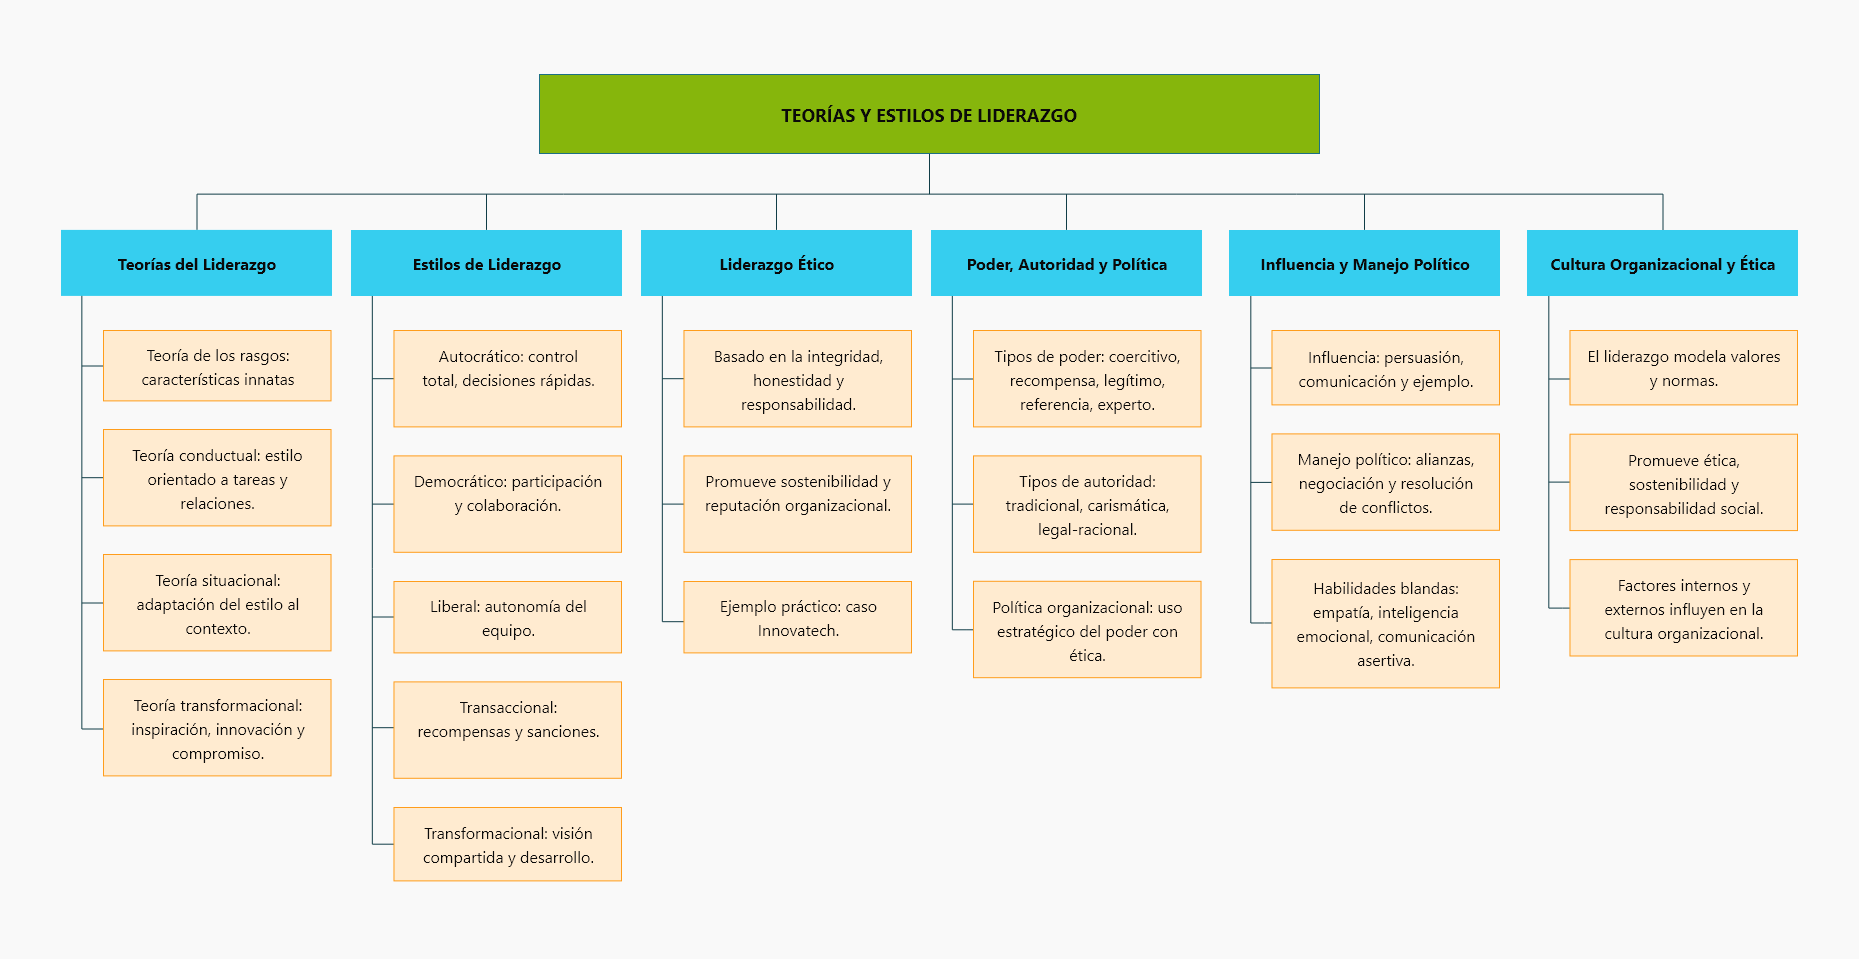 TEORÍAS Y ESTILOS DE LIDERAZGO
Teorías del Liderazgo
Teoría de los rasgos:
características innatas
Teoría conductual: estilo
orientado a tareas y
relaciones.
Teoría situacional:
adaptación del estilo al
contexto.
Teoría transformacional:
inspiración, innovación y
compromiso.
Estilos de Liderazgo
Autocrático: control
total, decisiones rápidas.
Democrático: participación
y colaboración.
Liberal: autonomía del
equipo.
Transaccional:
recompensas y sanciones.
Transformacional: visión
compartida y desarrollo.
Liderazgo Ético
Basado en la integridad,
honestidad y
responsabilidad.
Promueve sostenibilidad y
reputación organizacional.
Ejemplo práctico: caso
Innovatech.
Poder, Autoridad y Política
Tipos de poder: coercitivo,
recompensa, legítimo,
referencia, experto.
Tipos de autoridad:
tradicional, carismática,
legal-racional.
Política organizacional: uso
estratégico del poder con
ética.
Influencia y Manejo Político
Influencia: persuasión,
comunicación y ejemplo.
Manejo político: alianzas,
negociación y resolución
de conflictos.
Habilidades blandas:
empatía, inteligencia
emocional, comunicación
asertiva.
Cultura Organizacional y Ética
El liderazgo modela valores
y normas.
Promueve ética,
sostenibilidad y
responsabilidad social.
Factores internos y
externos influyen en la
cultura organizacional.